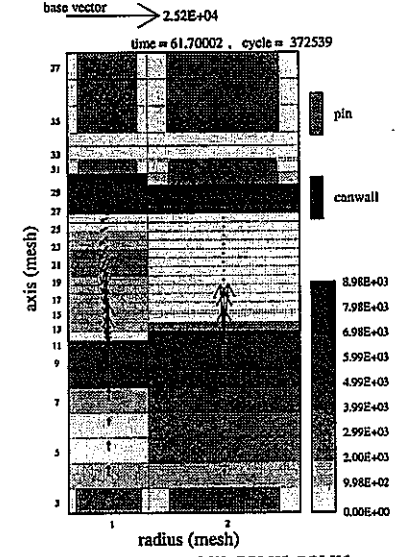 base vector
2.52E+04
time = 61.70002 , cycle = 372539
37
35
33
31
29
27
25
23
21
19
17
15
13
11
9
7
5
3
axis (mesh)
1 2
radius (mesh)
pin
canwall
8.98E+03
7.98E+03
6.98E+03
5.99E+03
4.99E+03
3.99E+03
2.99E+03
2.00E+03
9.98E+02
0.00E+00